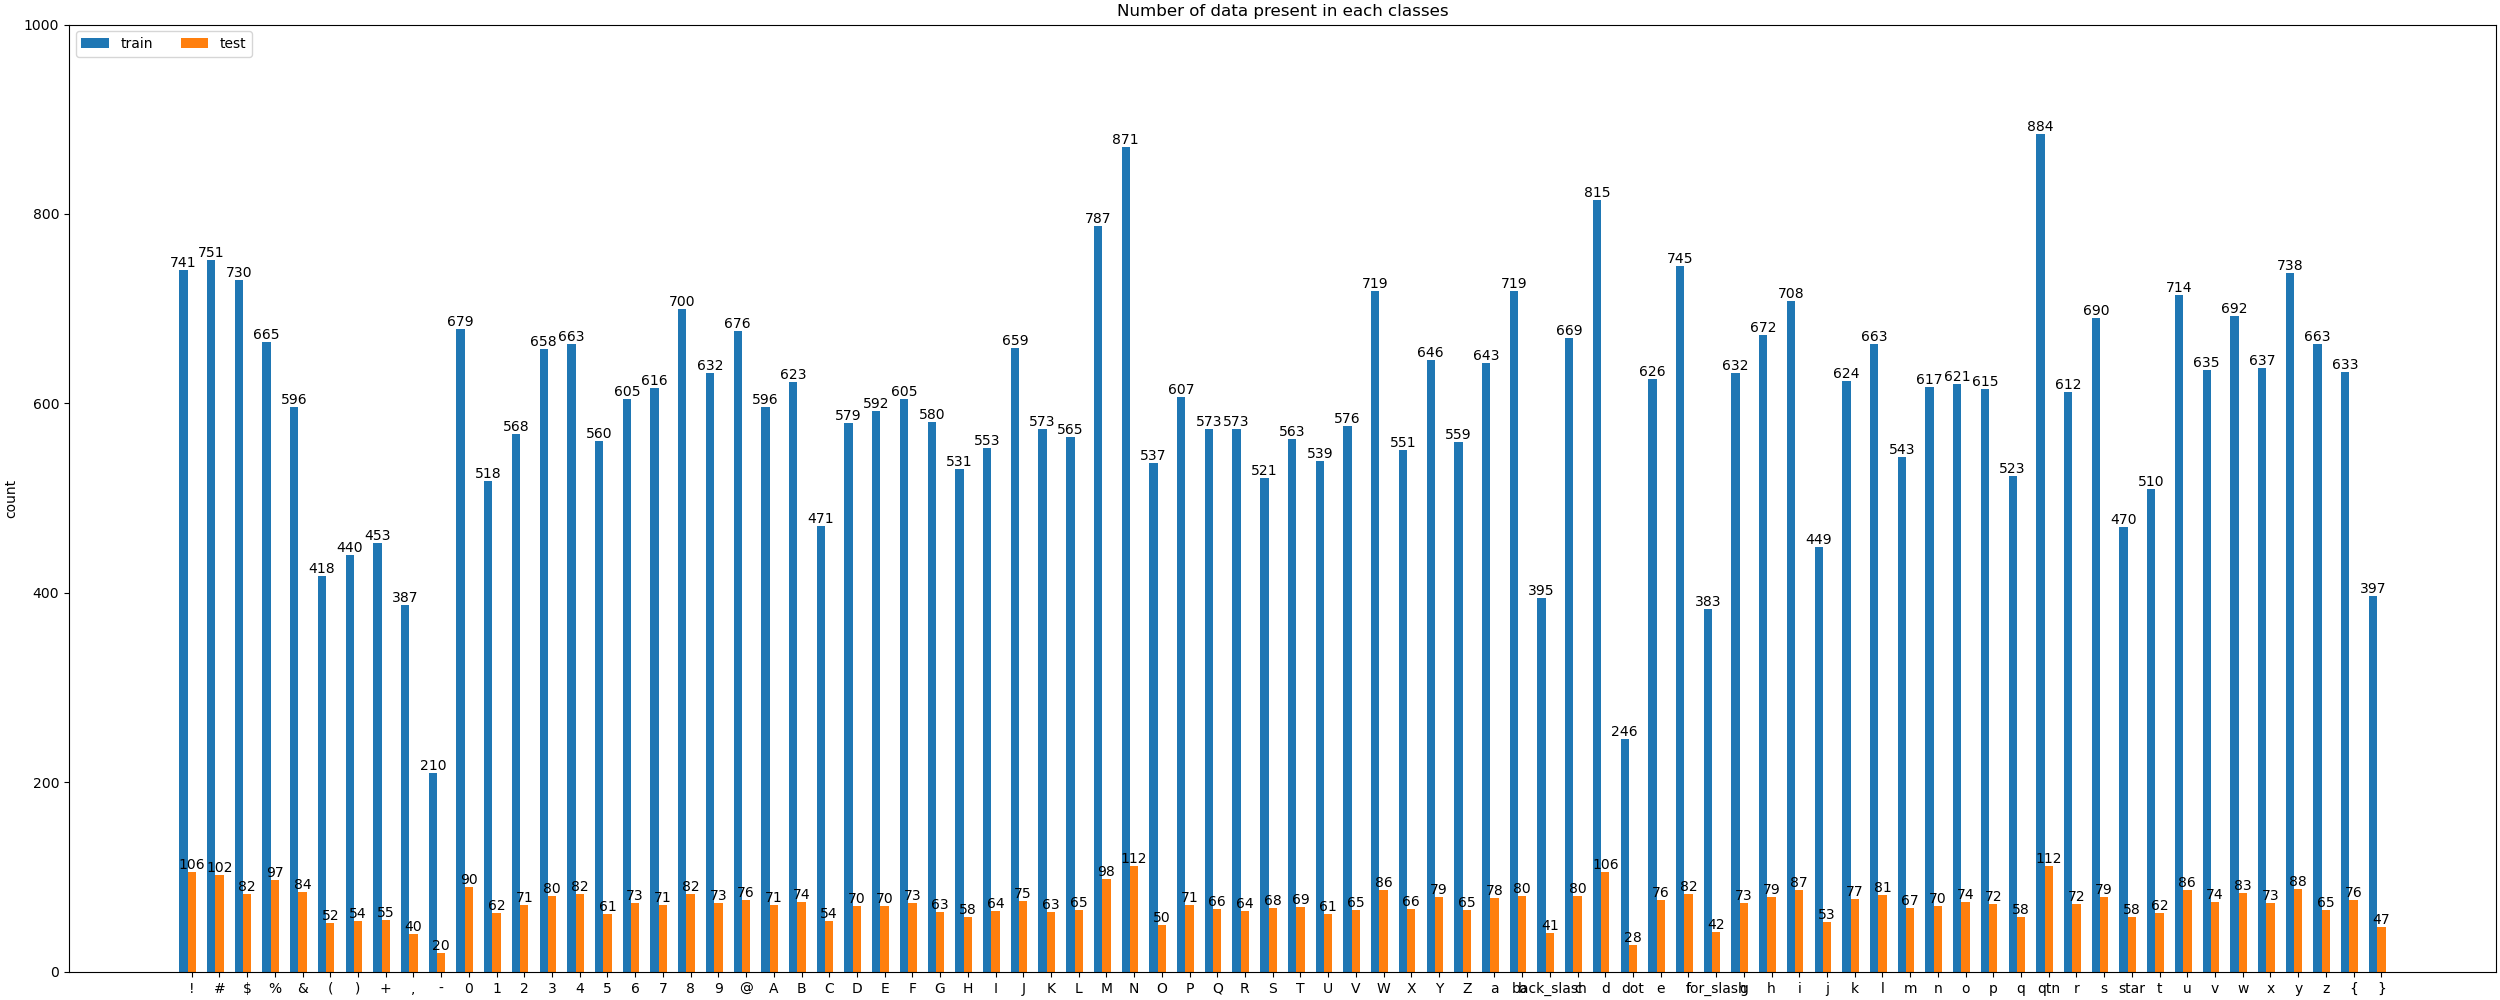 Number of data present in each classes
train test
1000
800
600
400
200
0
count
741 751 730 665 596 418 440 453 387 210 679 518 568 658 663 560 605 616 700 632 676 596 623 471 579 592 605 580 531 553 659 573 565 787 871 537 607 573 573 521 563 539 576 719 551 646 559 643 719 395 669 815 246 626 745 383 632 672 708 449 624 663 543 617 621 615 523 884 612 690 470 510 714 635 692 637 738 663 633 397
106 102 82 97 84 52 54 55 40 20 90 62 71 80 82 61 73 71 82 73 76 71 74 54 70 70 73 63 58 64 75 63 65 98 112 50 71 66 64 68 69 61 65 86 66 79 65 78 80 41 80 106 28 76 82 42 73 79 87 53 77 81 67 70 74 72 58 112 72 79 58 62 86 74 83 73 88 65 76 47
! # $ % & ( ) + , - 0 1 2 3 4 5 6 7 8 9 @ A B C D E F G H I J K L M N O P Q R S T U V W X Y Z a b back_slash c d dot e f for_slash g h i j k l m n o p q qtn r s star t u v w x y z { }